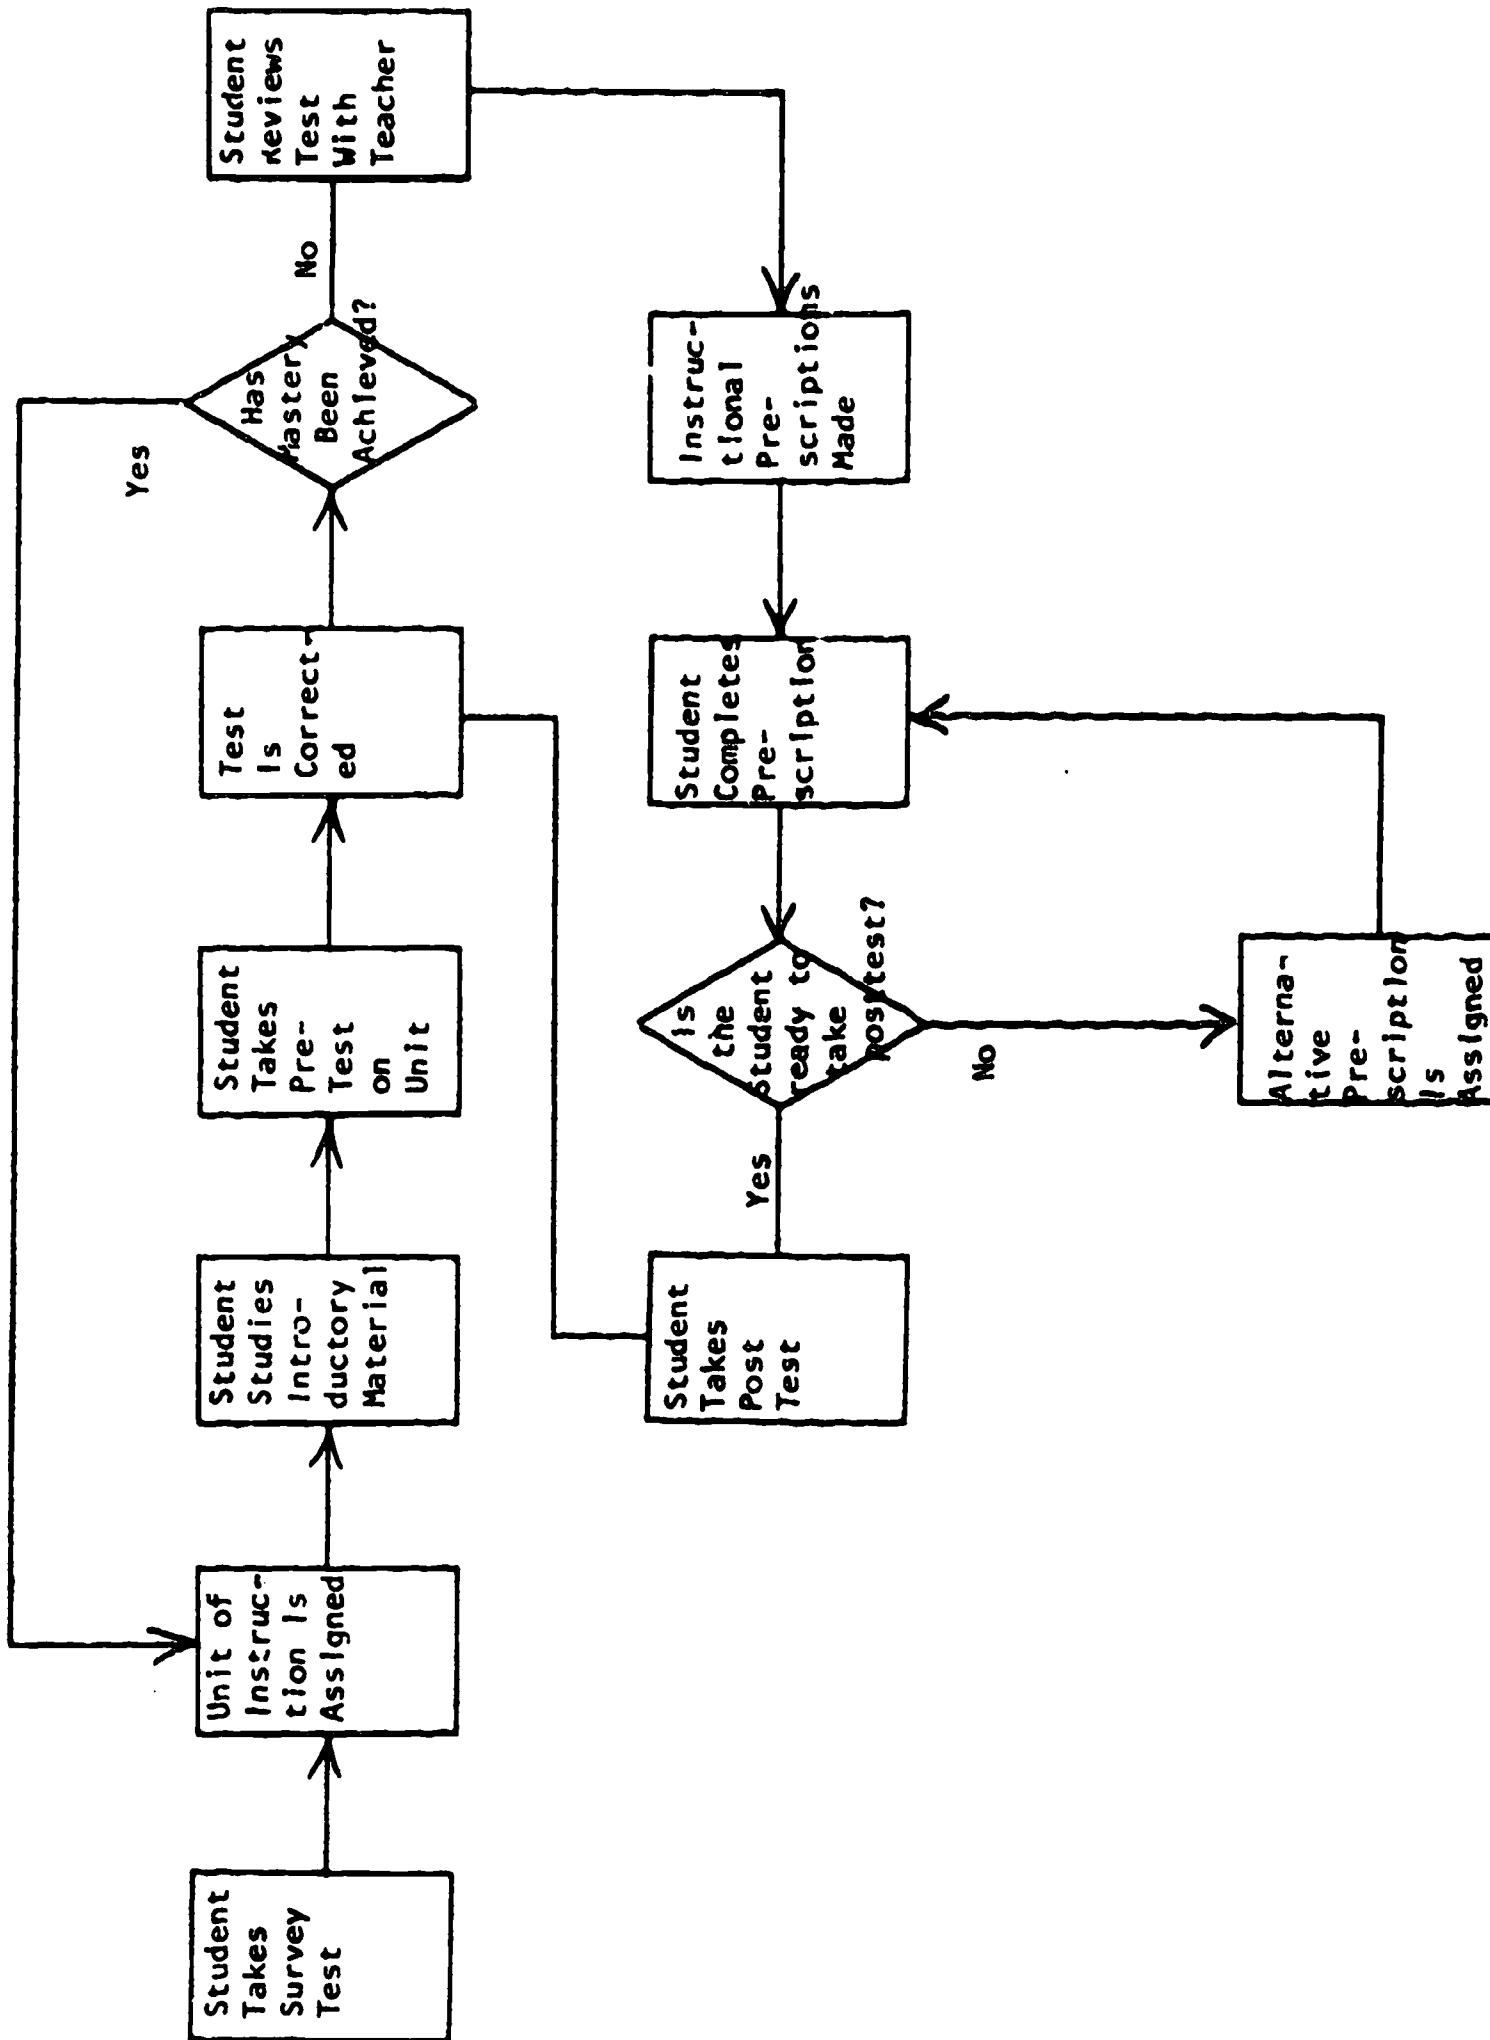 Student
Takes
Survey
Test
Unit of
Instruc-
tion Is
Assigned
Student
Studies
Intro-
ductory
Material
Student
Takes
Pre-
Test
on
Unit
Test
Is
Correct-
ed
Has
Mastery
Been
Achieved?
Yes
No
Student
Reviews
Test
With
Teacher
Instruc-
tional
Pre-
scriptions
Made
Student
Completes
Pre-
scription
Is
the
Student
ready to
take
posttest?
Yes
No
Student
Takes
Post
Test
Alterna-
tive
Pre-
scription
Is
Assigned